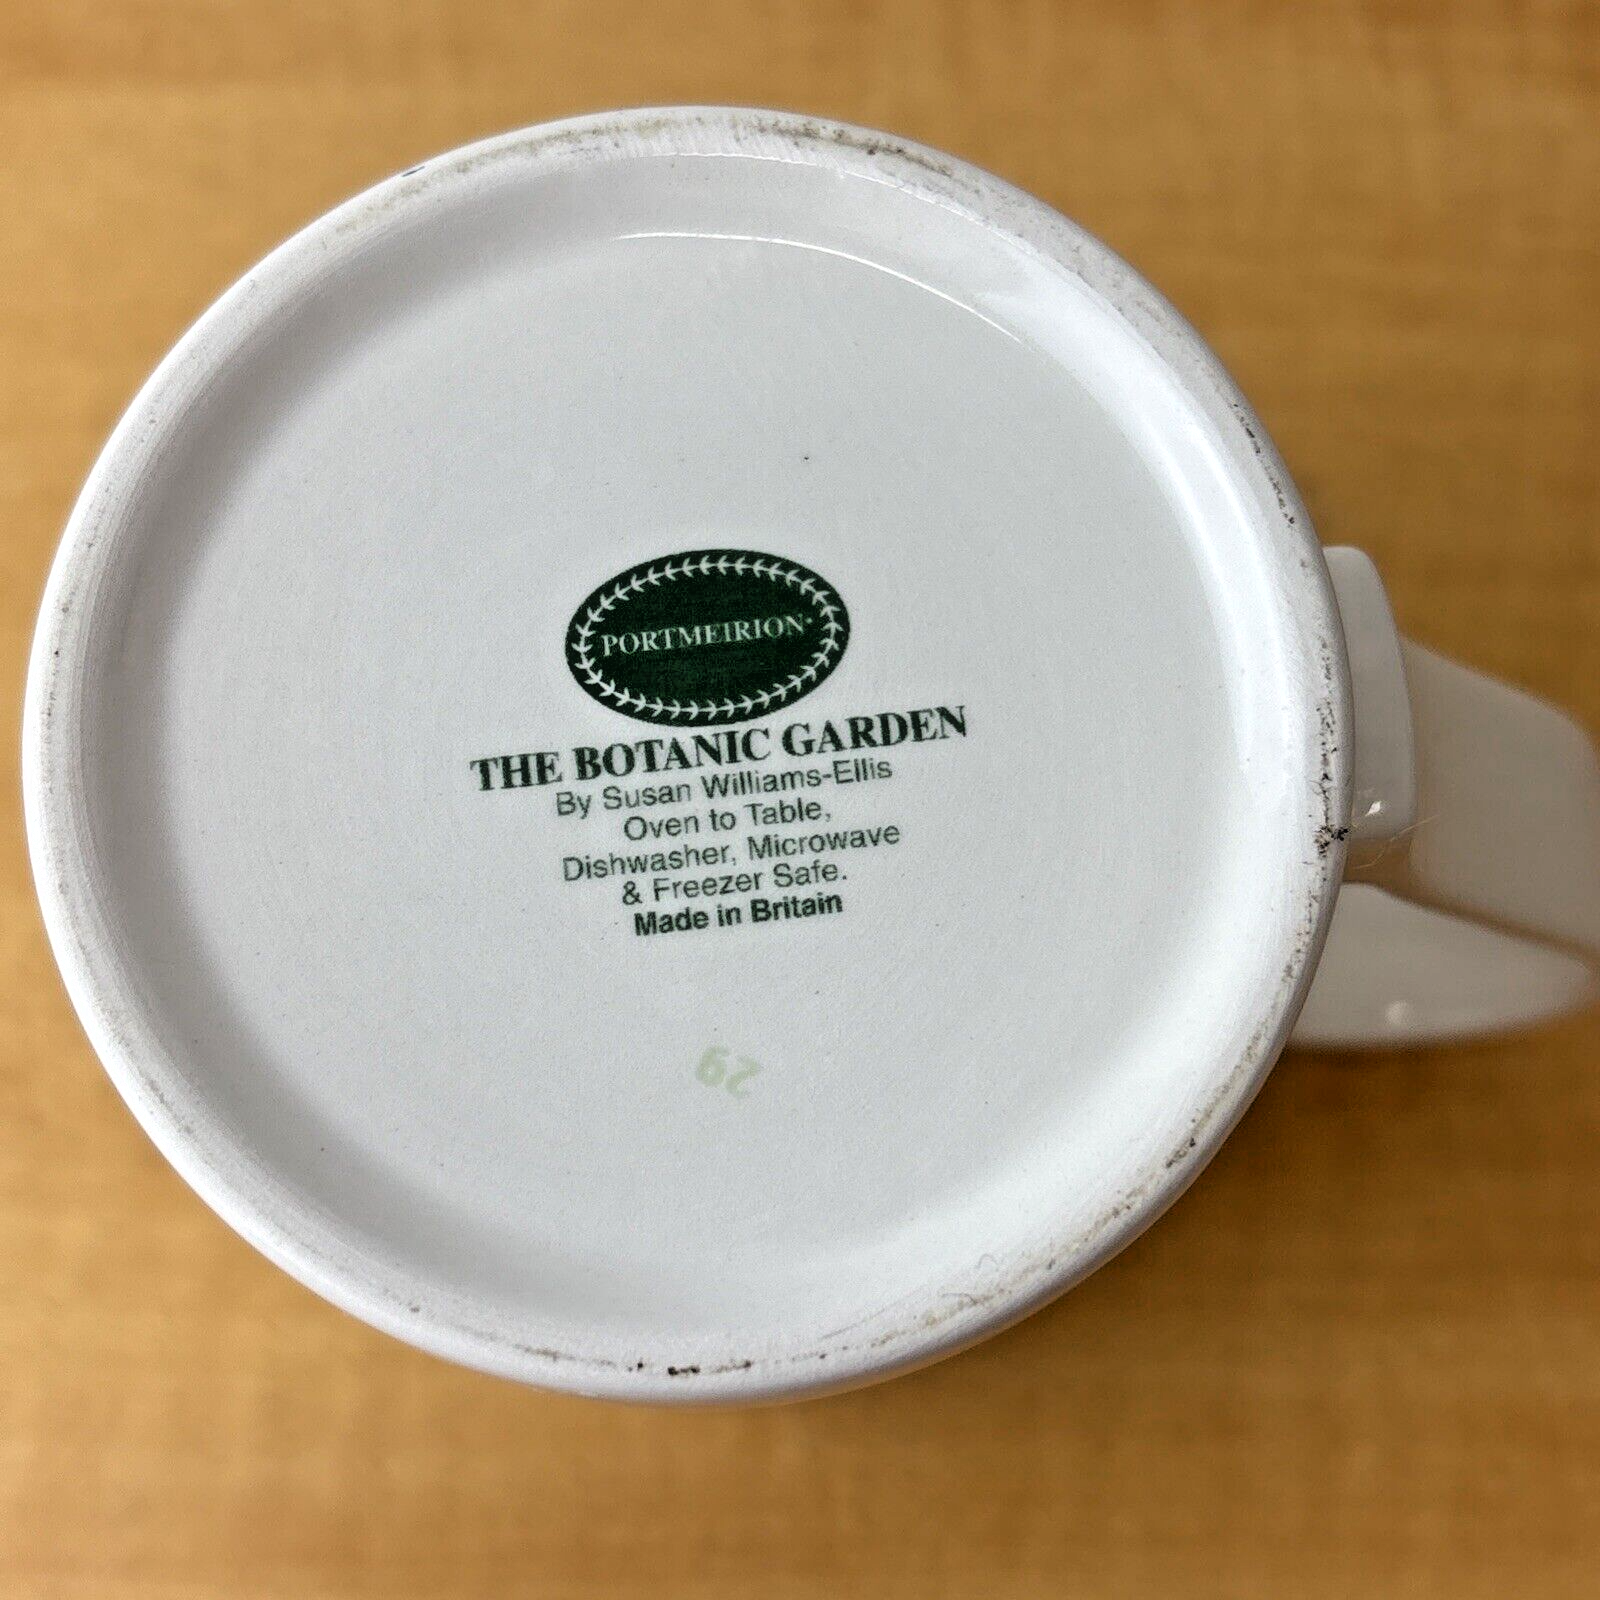 PORTMEIRION®
THE BOTANIC GARDEN
By Susan Williams-Ellis
Oven to Table,
Dishwasher, Microwave
& Freezer Safe.
Made in Britain
29